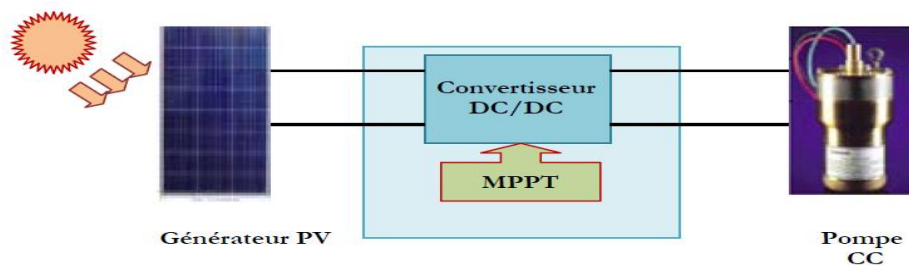 Convertisseur
DC/DC
MPPT
Générateur PV
Pompe
CC